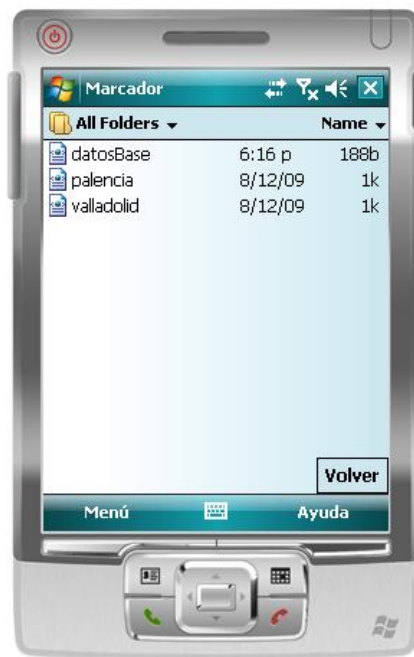 Marcador
All Folders Name
datosBase 6:16 p 188b
palencia 8/12/09 1k
valladolid 8/12/09 1k
Volver
Menú Ayuda